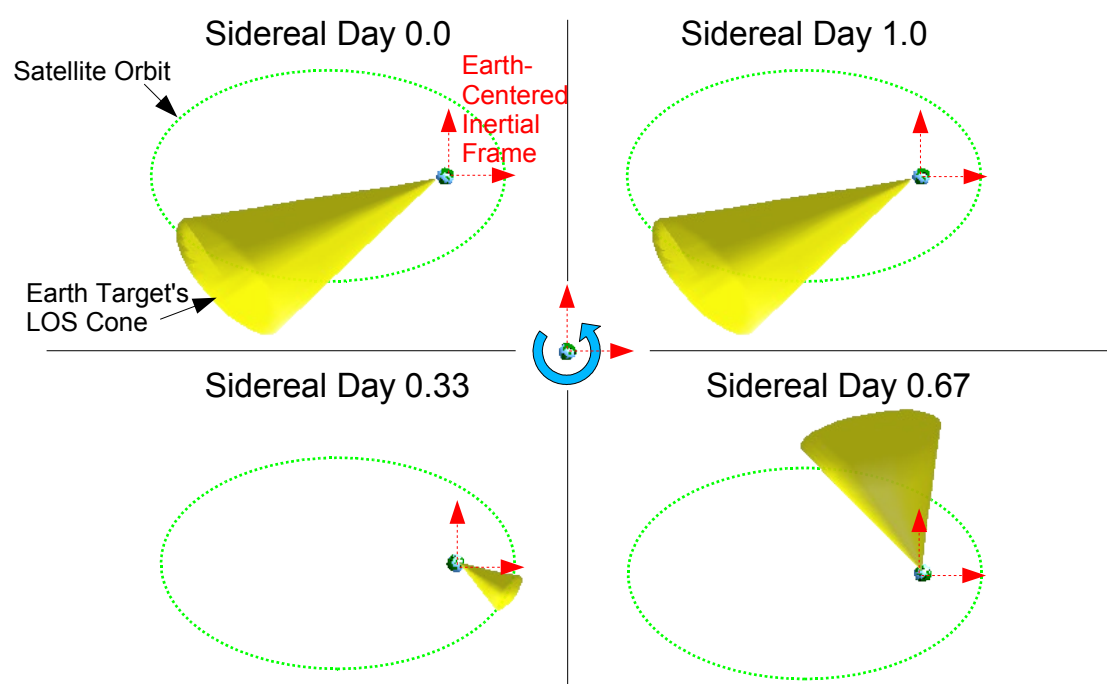 Sidereal Day 0.0
Satellite Orbit
Earth-
Centered
Inertial
Frame
Earth Target's
LOS Cone
Sidereal Day 1.0
Sidereal Day 0.33
Sidereal Day 0.67